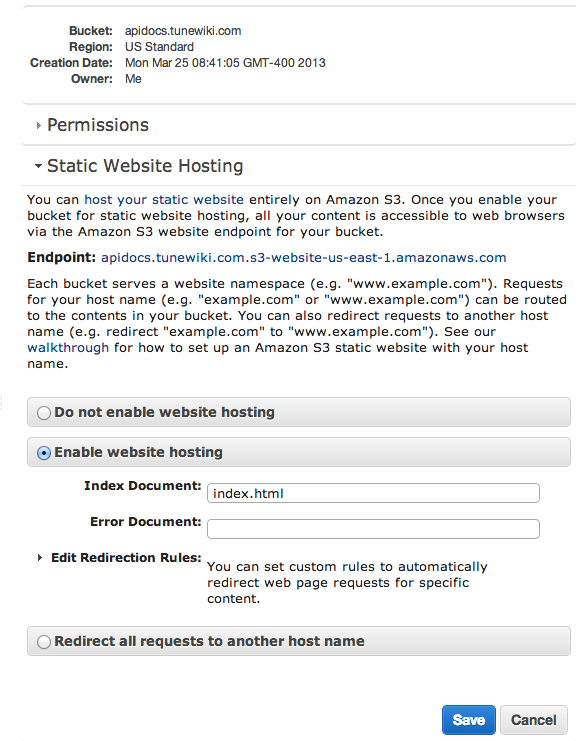 Bucket: apidocs.tunewiki.com
Region: US Standard
Creation Date: Mon Mar 25 08:41:05 GMT-400 2013
Owner: Me
Permissions
Static Website Hosting
You can host your static website entirely on Amazon S3. Once you enable your
bucket for static website hosting, all your content is accessible to web browsers
via the Amazon S3 website endpoint for your bucket.
Endpoint: apidocs.tunewiki.com.s3-website-us-east-1.amazonaws.com
Each bucket serves a website namespace (e.g. "www.example.com"). Requests
for your host name (e.g. "example.com" or "www.example.com") can be routed
to the contents in your bucket. You can also redirect requests to another host
name (e.g. redirect "example.com" to "www.example.com"). See our
walkthrough for how to set up an Amazon S3 static website with your host
name.
Do not enable website hosting
Enable website hosting
Index Document: index.html
Error Document:
Edit Redirection Rules: You can set custom rules to automatically
redirect web page requests for specific
content.
Redirect all requests to another host name
Save Cancel